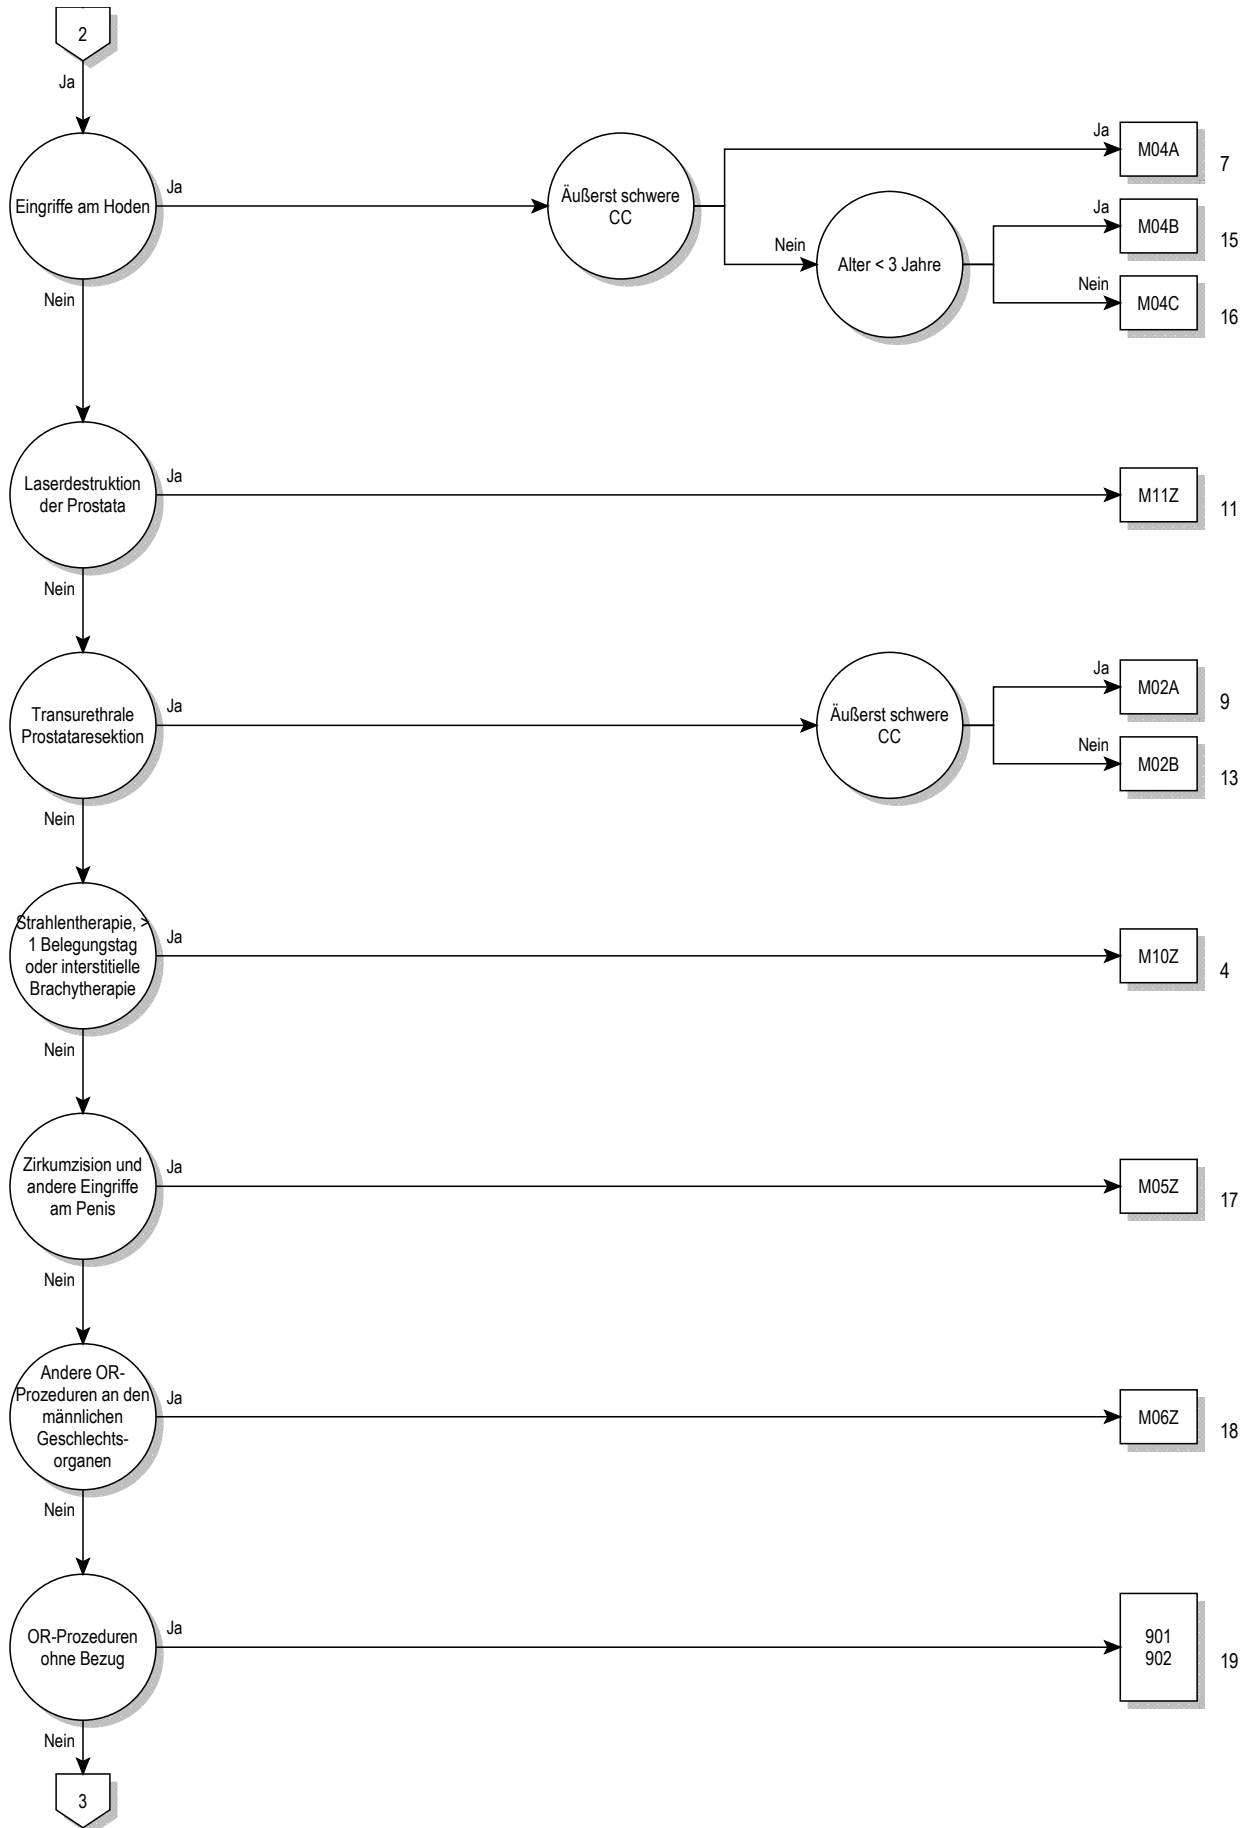 2
Ja
Eingriffe am Hoden
Ja
Äußerst schwere
CC
Ja
M04A
7
Nein
Alter < 3 Jahre
Ja
M04B
15
Nein
M04C
16
Nein
Laserdestruktion
der Prostata
Ja
M11Z
11
Nein
Transurethrale
Prostataresektion
Ja
Äußerst schwere
CC
Ja
M02A
9
Nein
M02B
13
Nein
Strahlentherapie, >
1 Belegungstag
oder interstitielle
Brachytherapie
Ja
M10Z
4
Nein
Zirkumzision und
andere Eingriffe
am Penis
Ja
M05Z
17
Nein
Andere OR-
Prozeduren an den
männlichen
Geschlechts-
organen
Ja
M06Z
18
Nein
OR-Prozeduren
ohne Bezug
Ja
901
902
19
Nein
3